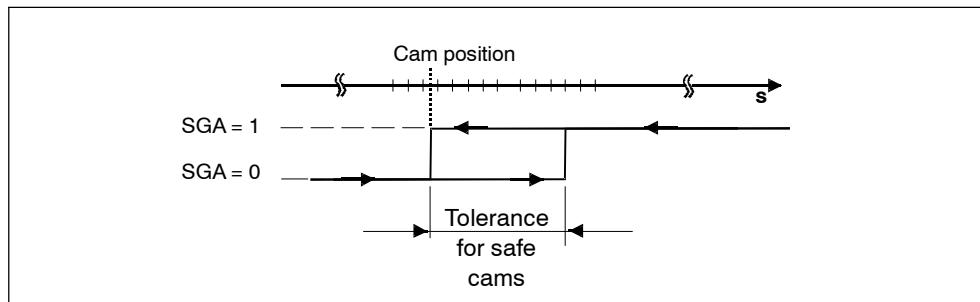 Cam position
s
SGA = 1
SGA = 0
Tolerance
for safe
cams